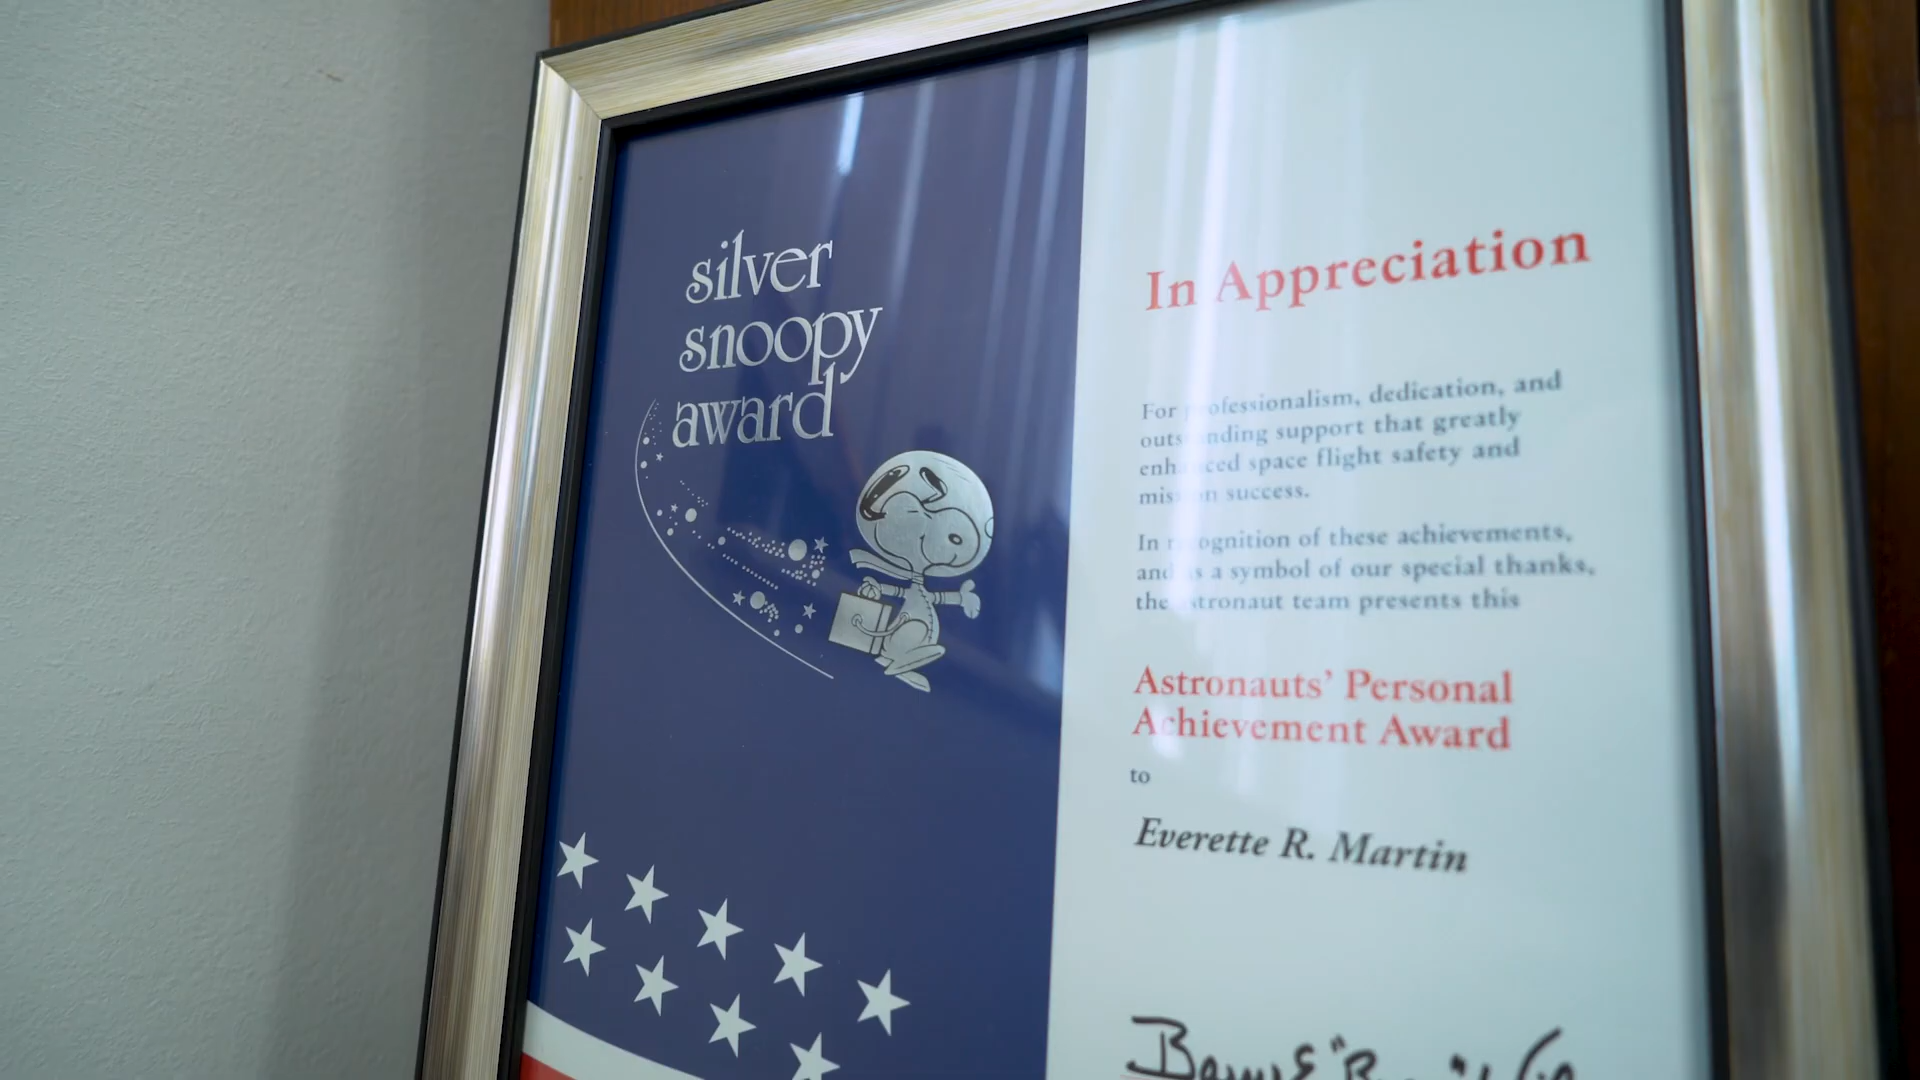 silver
snoopy
award
In Appreciation
For professionalism, dedication, and
outstanding support that greatly
enhanced space flight safety and
mission success.
In recognition of these achievements,
and as a symbol of our special thanks,
the astronaut team presents this
Astronauts' Personal
Achievement Award
to
Everette R. Martin